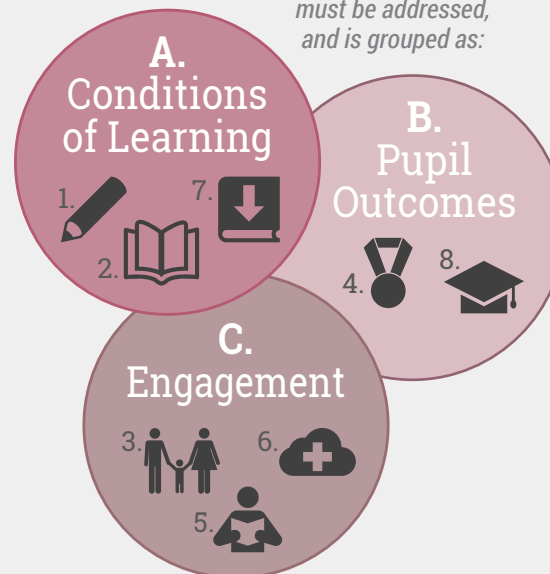 must be addressed,
and is grouped as:
A.
Conditions
of Learning
1.
7.
2.
B.
Pupil
Outcomes
4.
8.
C.
Engagement
3.
6.
5.